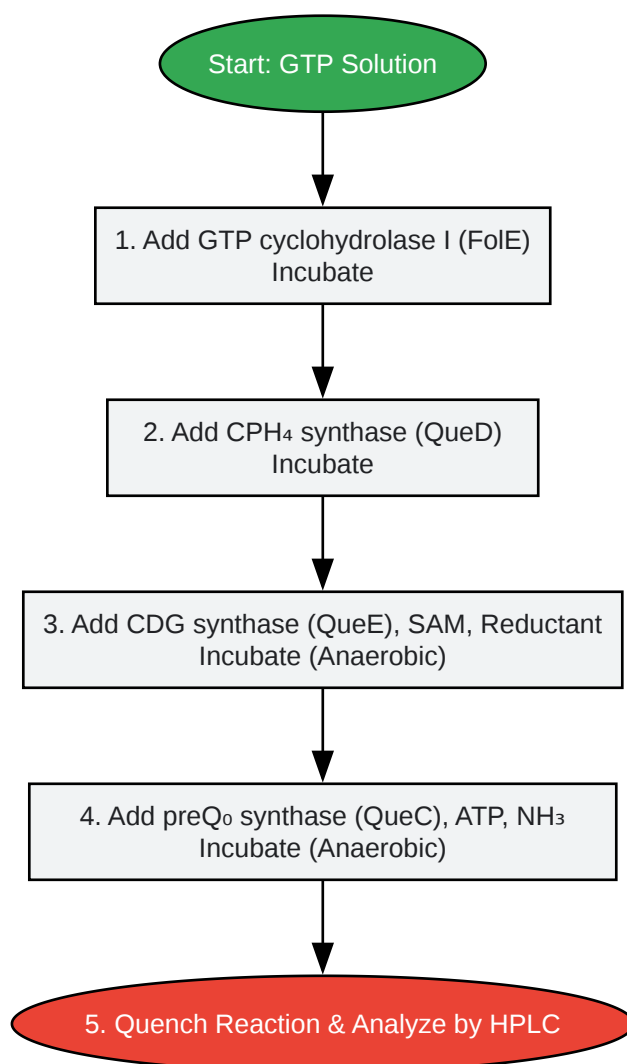 Start: GTP Solution
1. Add GTP cyclohydrolase I (FolE)
Incubate
2. Add CPH₄ synthase (QueD)
Incubate
3. Add CDG synthase (QueE), SAM, Reductant
Incubate (Anaerobic)
4. Add preQ₀ synthase (QueC), ATP, NH₃
Incubate (Anaerobic)
5. Quench Reaction & Analyze by HPLC